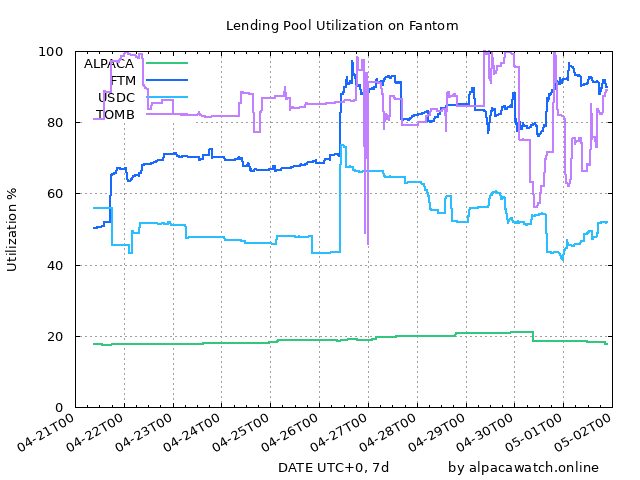 Lending Pool Utilization on Fantom
100
80
60
40
20
0
Utilization %
ALPACA
FTM
USDC
TOMB
04-21T00
04-22T00
04-23T00
04-24T00
04-25T00
04-26T00
04-27T00
04-28T00
04-29T00
04-30T00
05-01T00
05-02T00
DATE UTC+0, 7d
by alpacawatch.online